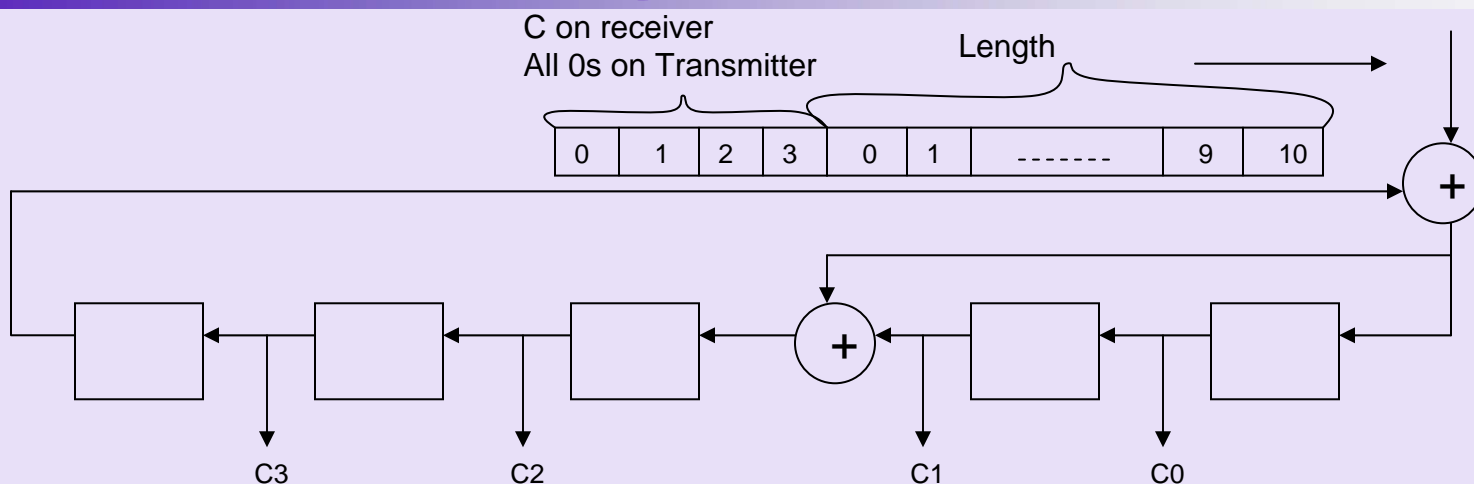 C on receiver
All 0s on Transmitter
Length
0 1 2 3 0 1 ------- 9 10
+
+
C3 C2 C1 C0